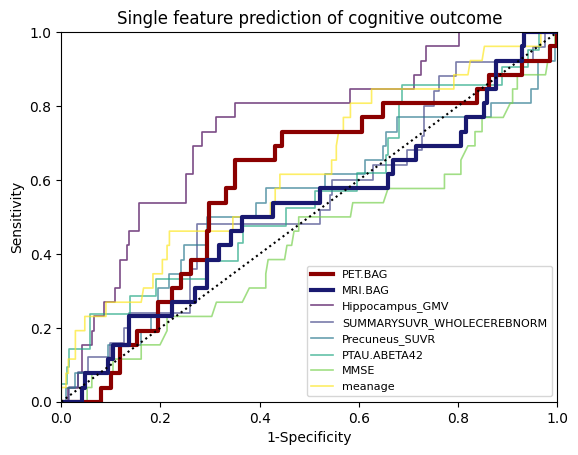 Single feature prediction of cognitive outcome
1.0
0.8
0.6
0.4
0.2
0.0
Sensitivity
PET.BAG
MRI.BAG
Hippocampus_GMV
SUMMARYSUVR_WHOLECEREBNORM
Precuneus_SUVR
PTAU.ABETA42
MMSE
meanage
0.0 0.2 0.4 0.6 0.8 1.0
1-Specificity